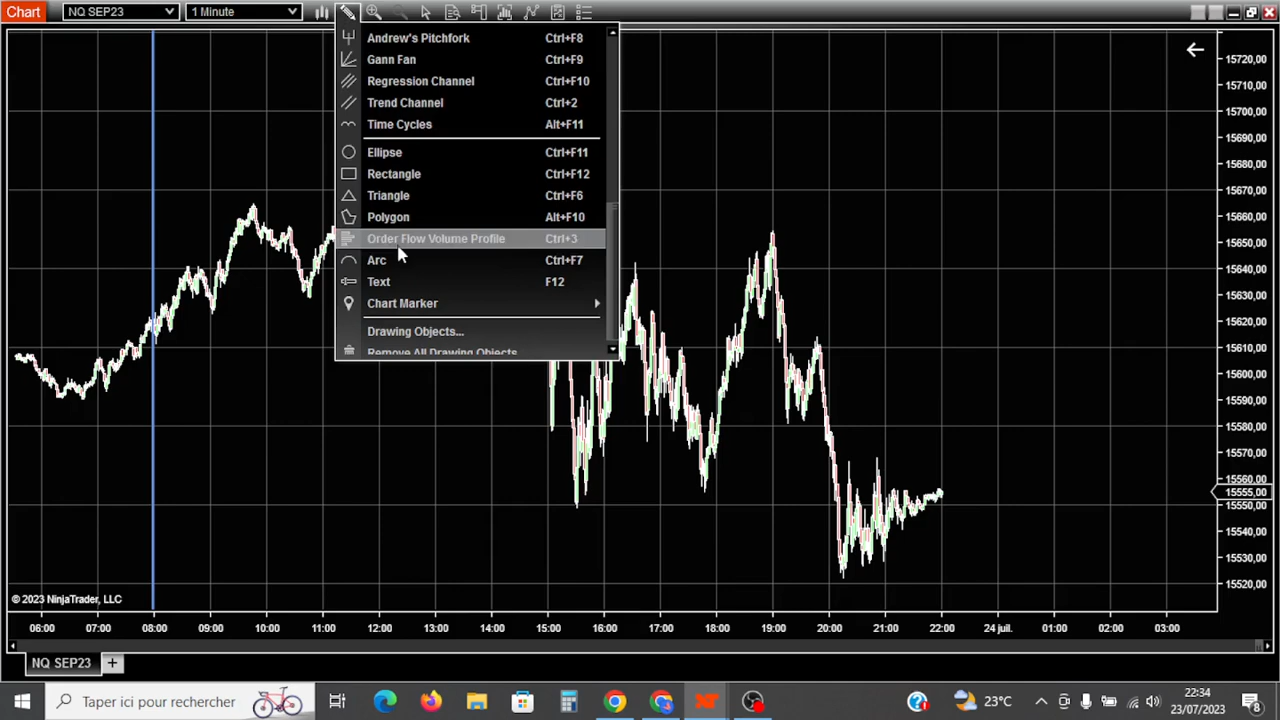 Chart NQ SEP23 1 Minute
Andrew's Pitchfork Ctrl+F8
Gann Fan Ctrl+F9
Regression Channel Ctrl+F10
Trend Channel Ctrl+2
Time Cycles Alt+F11
Ellipse Ctrl+F11
Rectangle Ctrl+F12
Triangle Ctrl+F6
Polygon Alt+F10
Order Flow Volume Profile Ctrl+3
Arc Ctrl+F7
Text F12
Chart Marker
Drawing Objects...
Remove All Drawing Objects
15720,00
15710,00
15700,00
15690,00
15680,00
15670,00
15660,00
15650,00
15640,00
15630,00
15620,00
15610,00
15600,00
15590,00
15580,00
15570,00
15560,00
15555,00
15550,00
15540,00
15530,00
15520,00
© 2023 NinjaTrader, LLC
06:00 07:00 08:00 09:00 10:00 11:00 12:00 13:00 14:00 15:00 16:00 17:00 18:00 19:00 20:00 21:00 22:00 24 juil. 01:00 02:00 03:00
NQ SEP23 +
Taper ici pour rechercher
23°C
22:34
23/07/2023
8